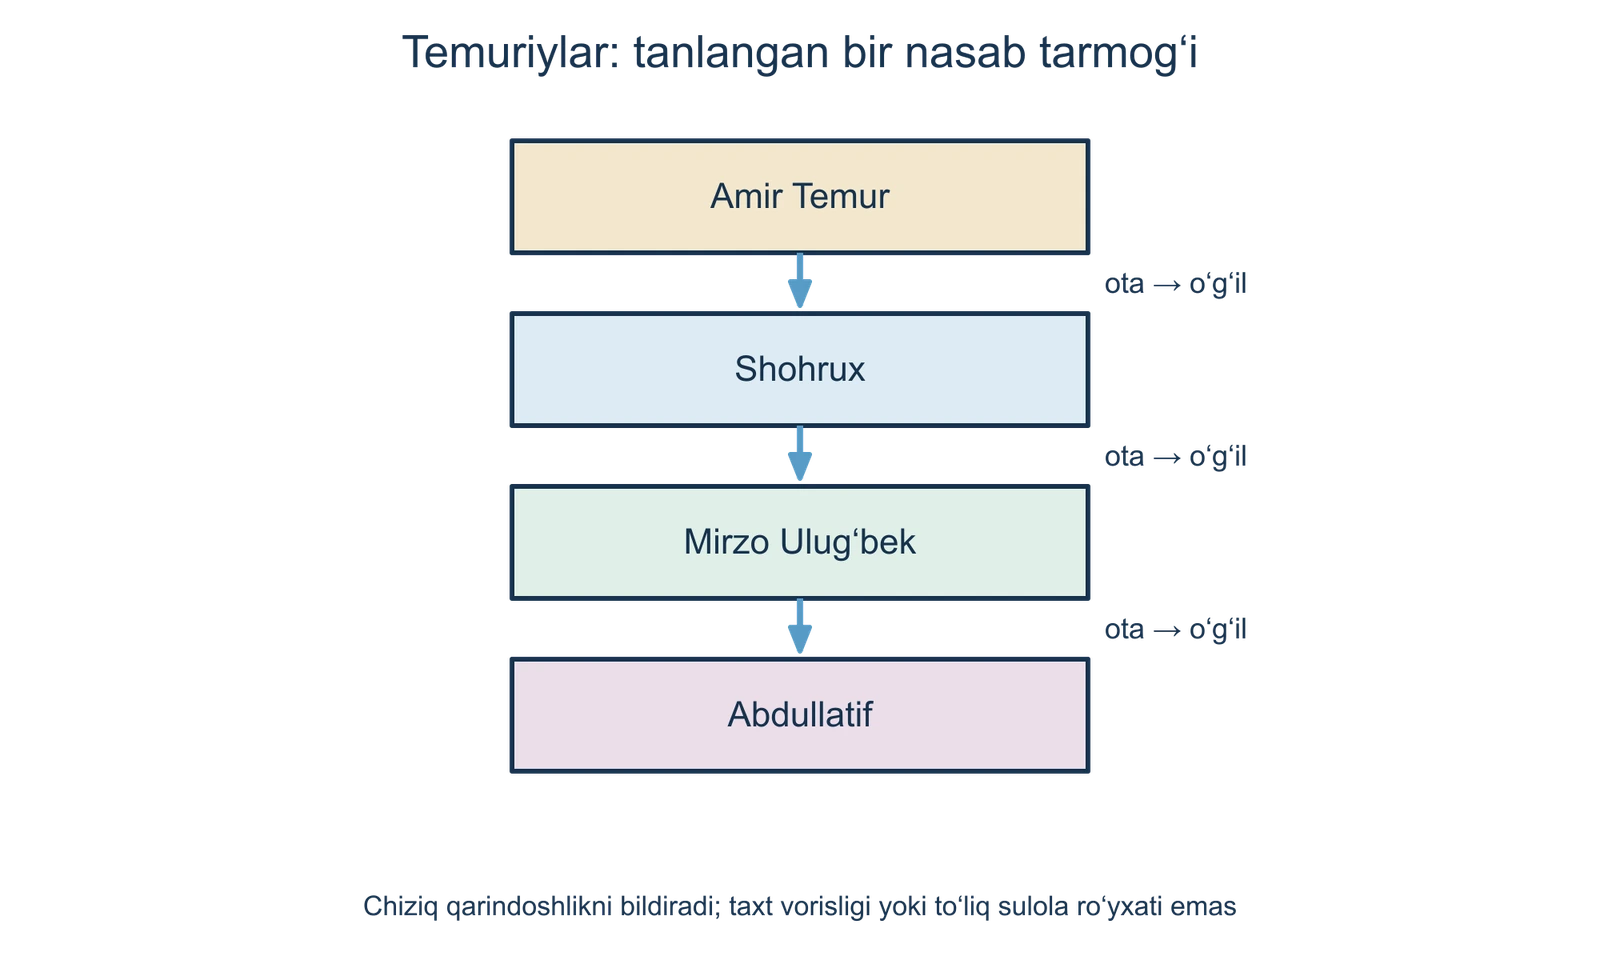 Temuriylar: tanlangan bir nasab tarmog‘i
Amir Temur
ota → o‘g‘il
Shohrux
ota → o‘g‘il
Mirzo Ulug‘bek
ota → o‘g‘il
Abdullatif
Chiziq qarindoshlikni bildiradi; taxt vorisligi yoki to‘liq sulola ro‘yxati emas